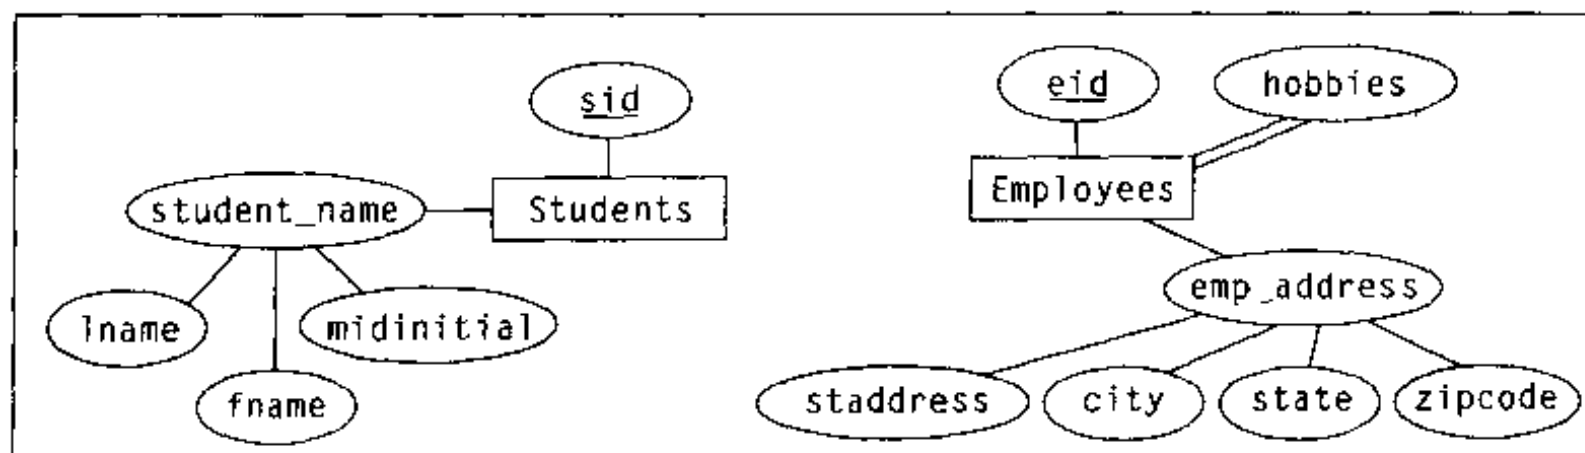 sid
student_name
Students
lname
midinitial
fname
eid
hobbies
Employees
emp_address
staddress
city
state
zipcode